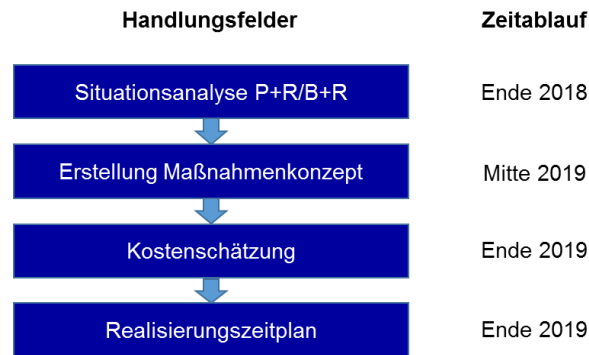 Handlungsfelder Zeitablauf
Situationsanalyse P+R/B+R Ende 2018
Erstellung Maßnahmenkonzept Mitte 2019
Kostenschätzung Ende 2019
Realisierungszeitplan Ende 2019